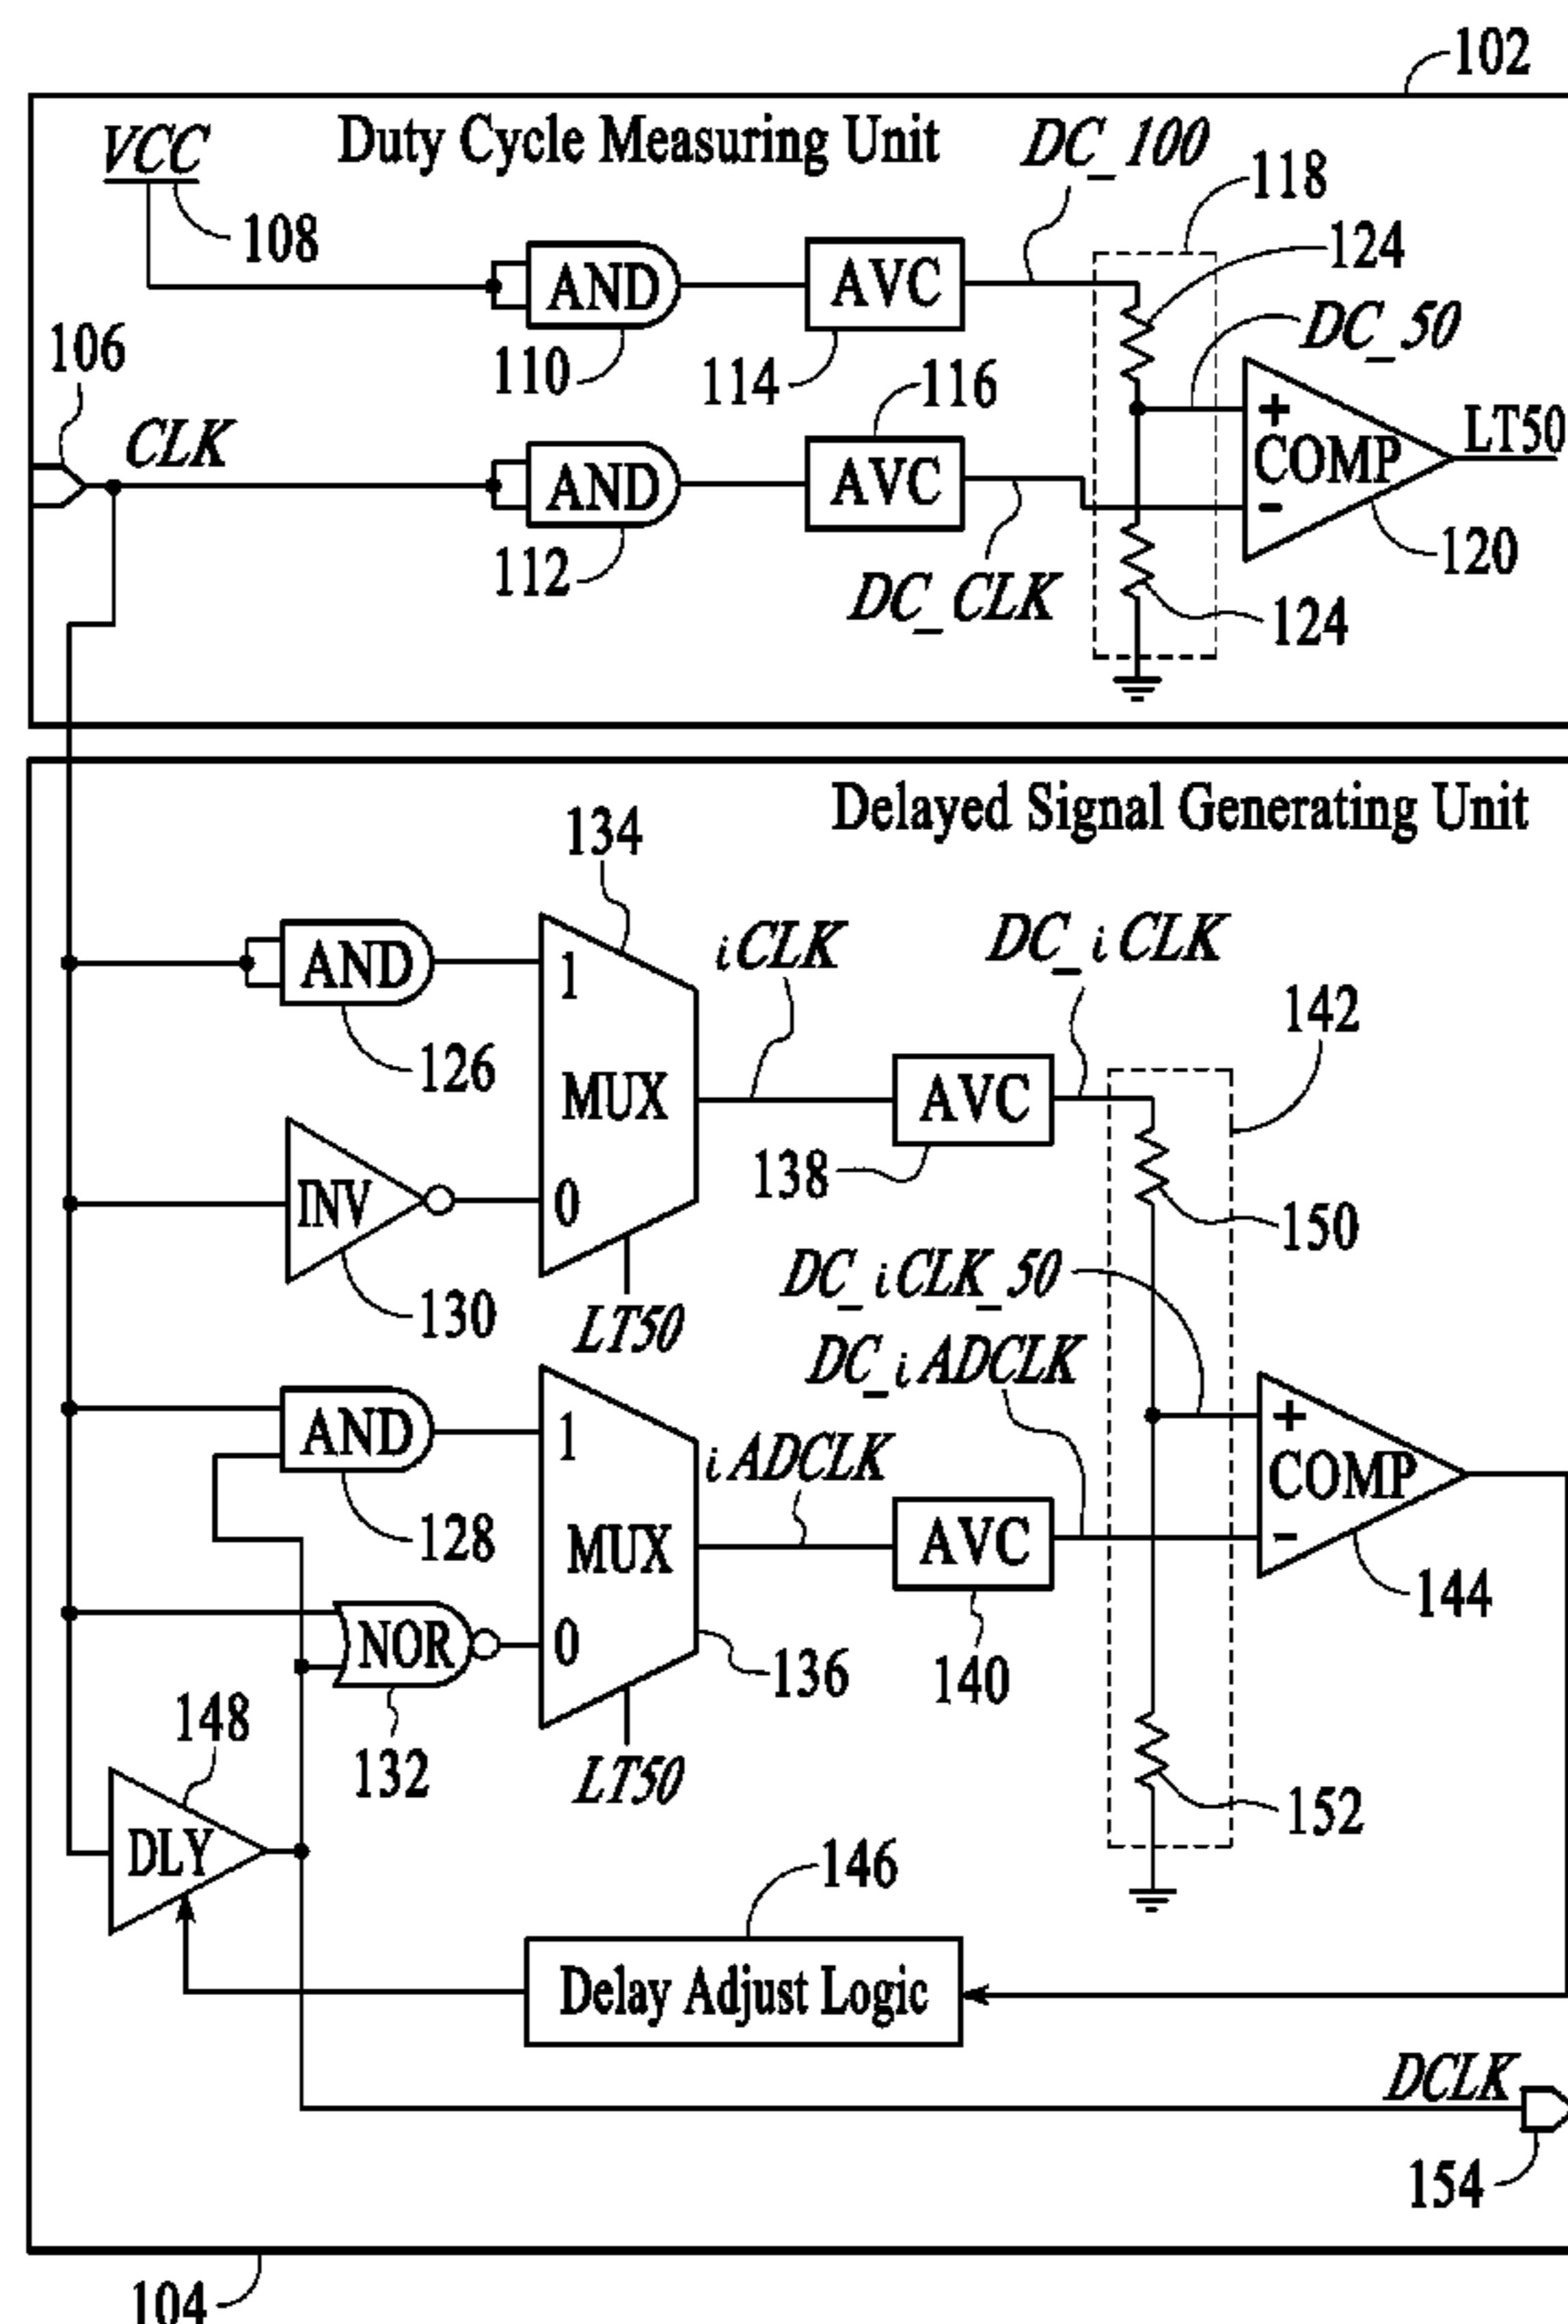 102
VCC
Duty Cycle Measuring Unit
DC_100
118
108
124
AND
AVC
DC_50
106
110
114
116
CLK
+
LT50
AND
AVC
COMP
-
112
DC_CLK
120
124
Delayed Signal Generating Unit
134
iCLK
DC_iCLK
AND
1
142
126
MUX
AVC
138
INV
0
150
DC_iCLK_50
130
LT50
DC_iADCLK
AND
1
+
iADCLK
COMP
128
MUX
AVC
-
144
NOR
0
136
140
148
132
LT50
152
DLY
146
Delay Adjust Logic
DCLK
154
104